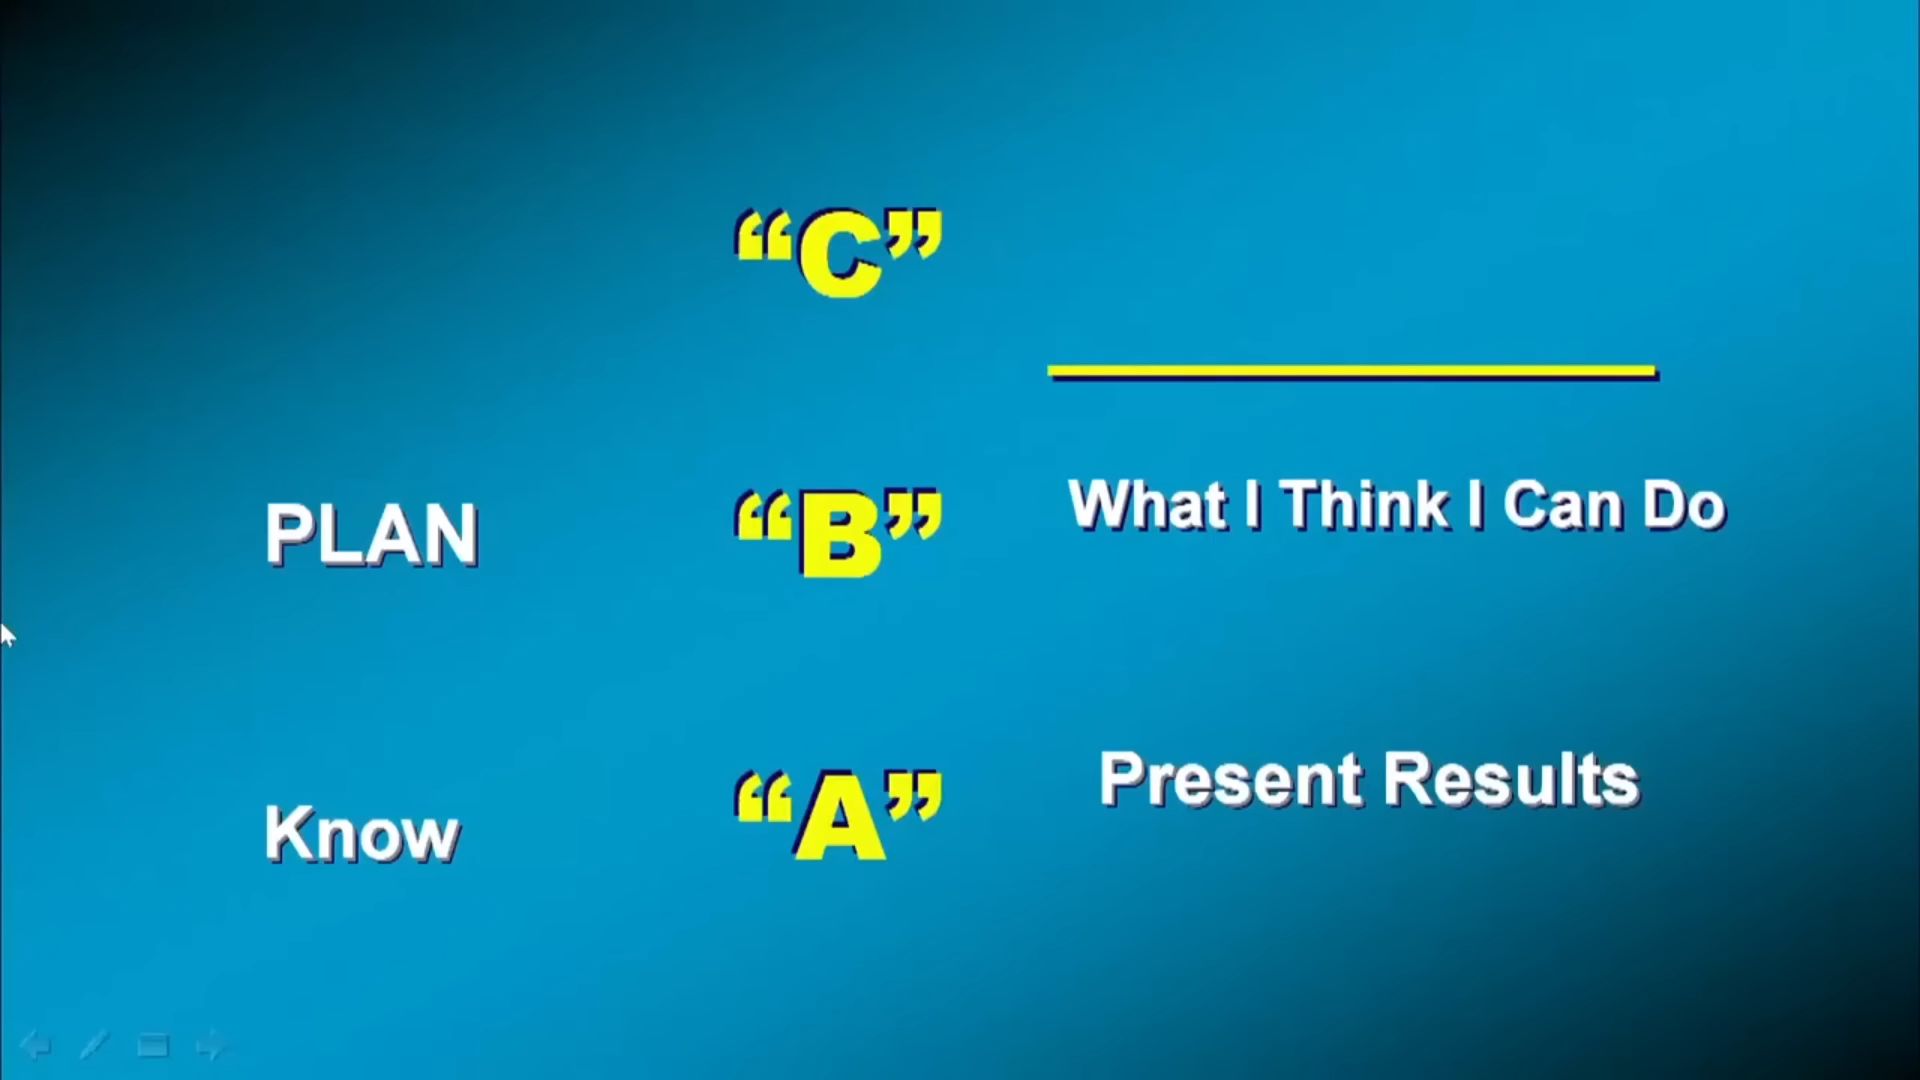 “C”
PLAN “B” What I Think I Can Do
Know “A” Present Results